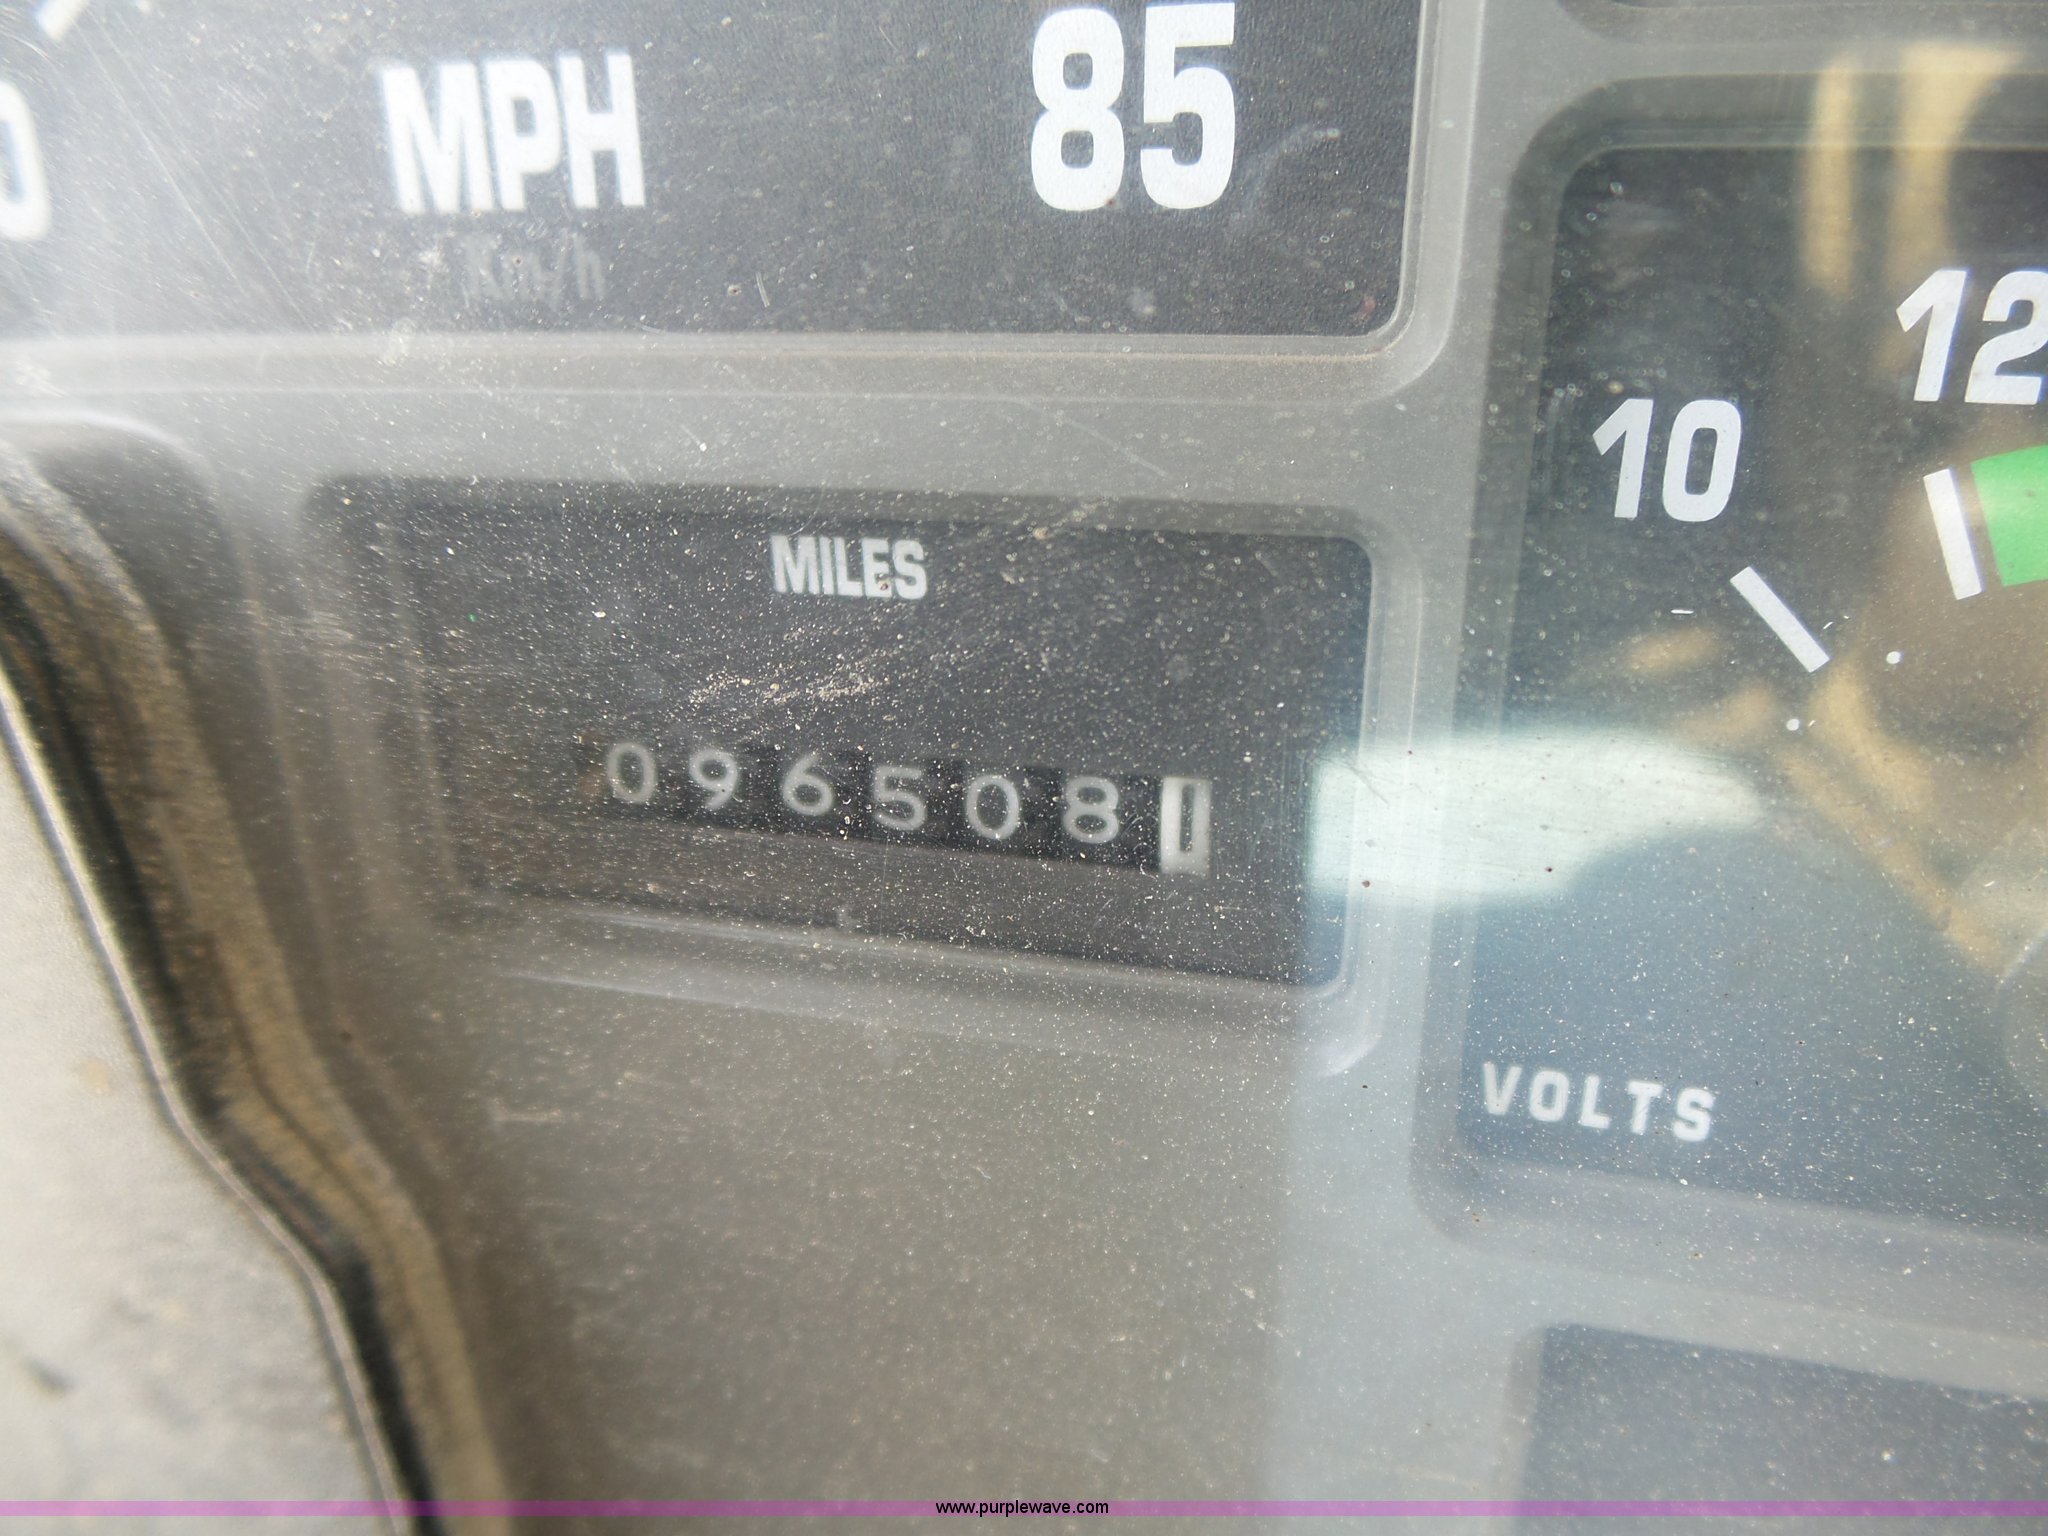 MPH
85
Km/h
12
10
MILES
096508
VOLTS
www.purplewave.com